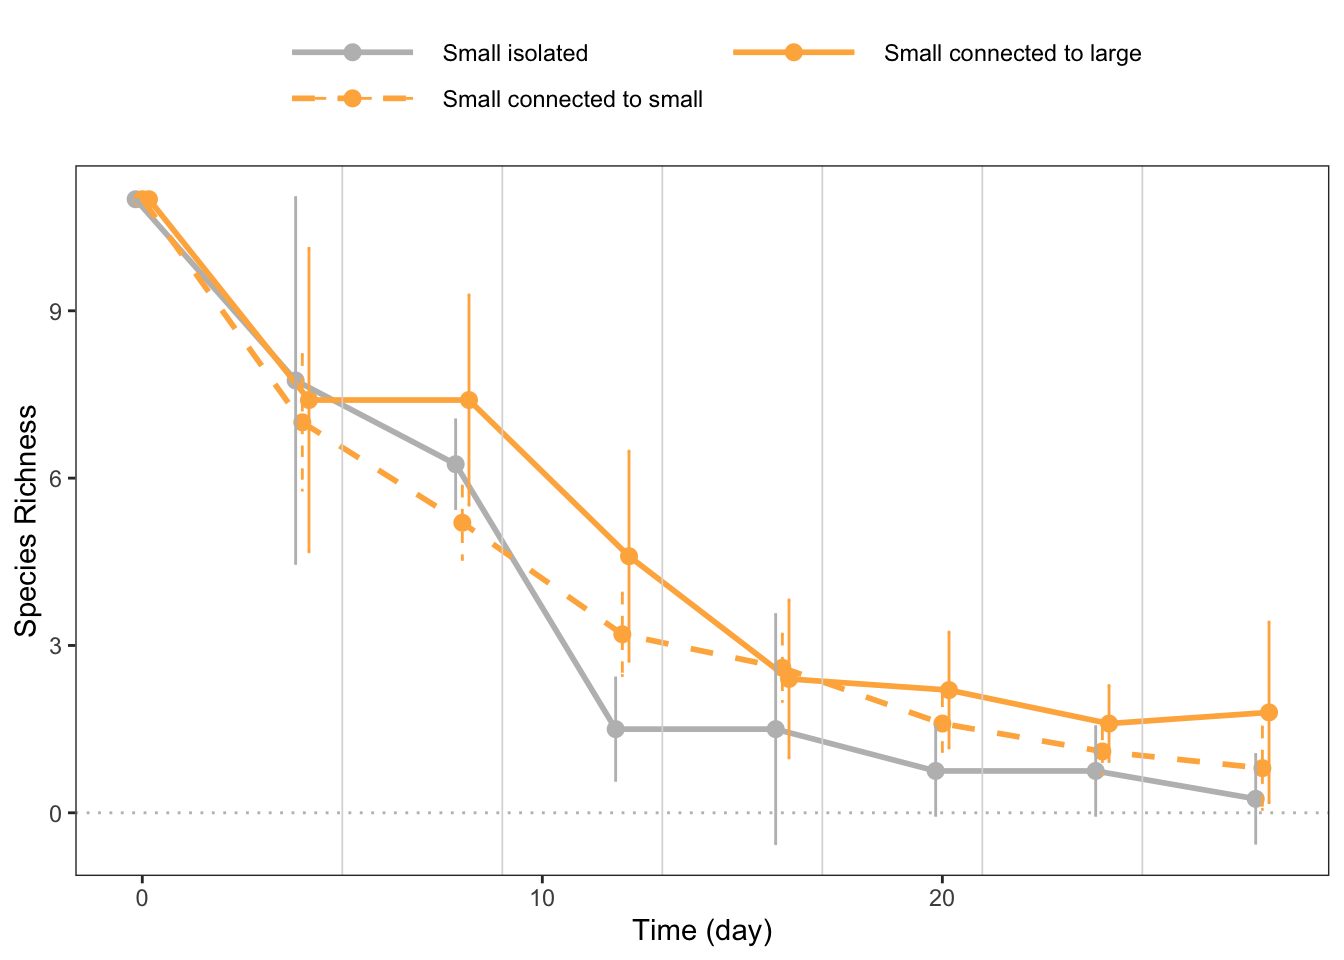 Small isolated
Small connected to large
Small connected to small
Species Richness
9
6
3
0
0
10
20
Time (day)